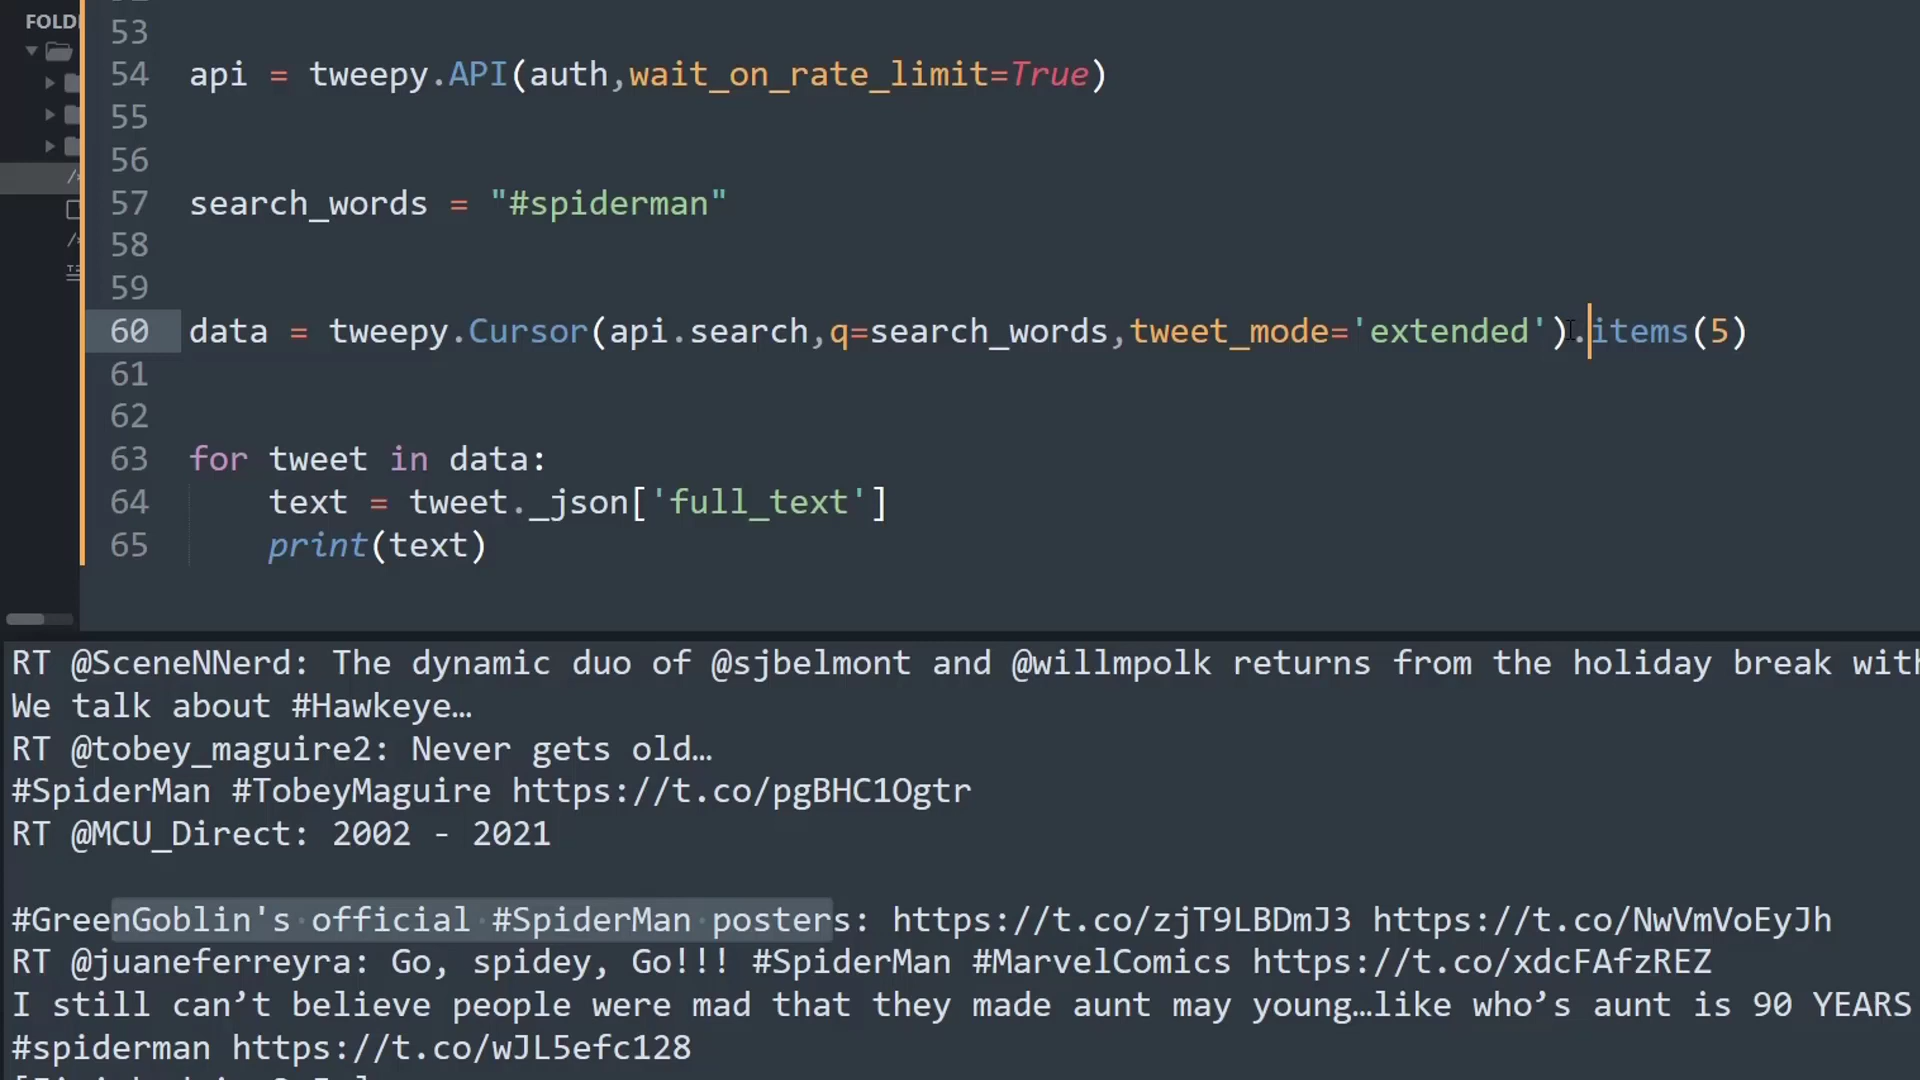 FOLD
53
54 api = tweepy.API(auth,wait_on_rate_limit=True)
55
56
57 search_words = "#spiderman"
58
59
60 data = tweepy.Cursor(api.search,q=search_words,tweet_mode='extended').items(5)
61
62
63 for tweet in data:
64     text = tweet._json['full_text']
65     print(text)
RT @SceneNNerd: The dynamic duo of @sjbelmont and @willmpolk returns from the holiday break with
We talk about #Hawkeye…
RT @tobey_maguire2: Never gets old…
#SpiderMan #TobeyMaguire https://t.co/pgBHC1Ogtr
RT @MCU_Direct: 2002 - 2021
#GreenGoblin's official #SpiderMan posters: https://t.co/zjT9LBDmJ3 https://t.co/NwVmVoEyJh
RT @juaneferreyra: Go, spidey, Go!!! #SpiderMan #MarvelComics https://t.co/xdcFAfzREZ
I still can’t believe people were mad that they made aunt may young…like who’s aunt is 90 YEARS
#spiderman https://t.co/wJL5efc128